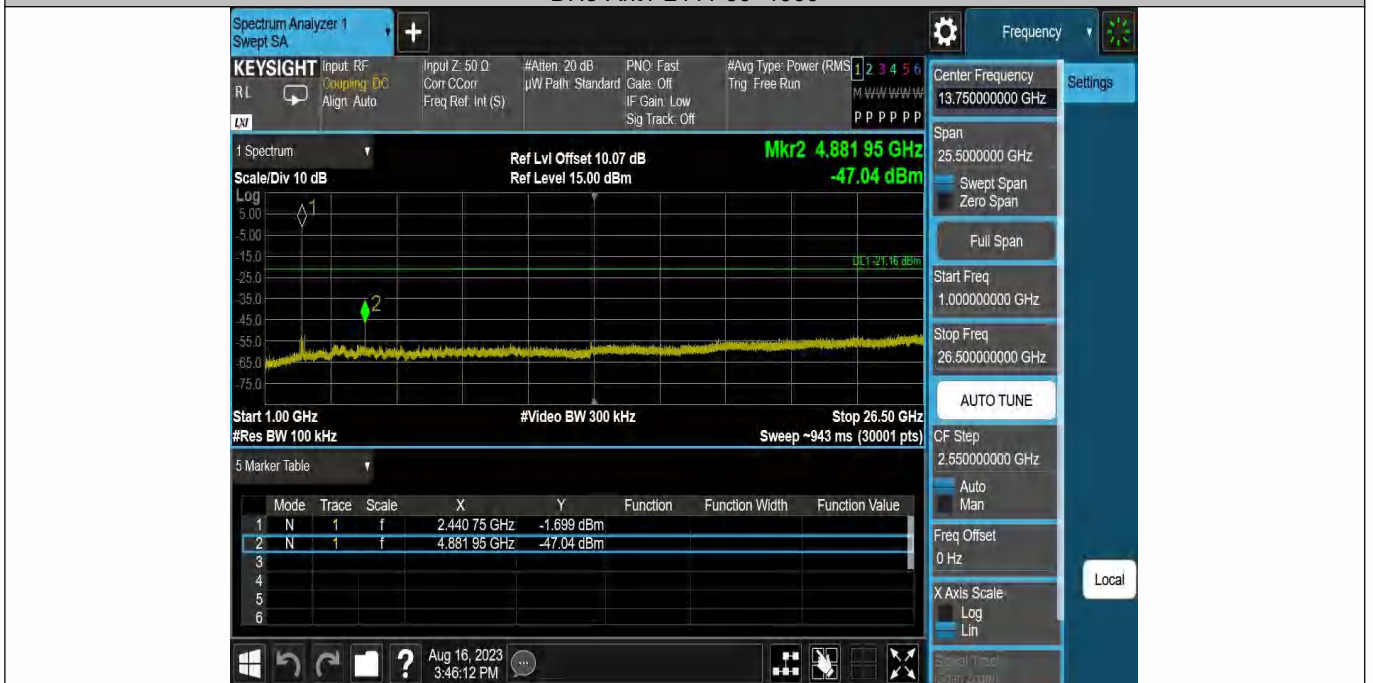 Spectrum Analyzer 1
Swept SA
+
Frequency
KEYSIGHT
RL
LXI
Input: RF
Coupling: DC
Align: Auto
Input Z: 50 Ω
Corr CCorr
Freq Ref: Int (S)
#Atten: 20 dB
µW Path: Standard
PNO: Fast
Gate: Off
IF Gain: Low
Sig Track: Off
#Avg Type: Power (RMS
Trig: Free Run
1 2 3 4 5 6
M W W W W W
P P P P P P
1 Spectrum
Scale/Div 10 dB
Ref Lvl Offset 10.07 dB
Ref Level 15.00 dBm
Mkr2 4.881 95 GHz
-47.04 dBm
Log
5.00
-5.00
-15.0
-25.0
-35.0
-45.0
-55.0
-65.0
-75.0
1
2
DL1 -21.16 dBm
Start 1.00 GHz
#Res BW 100 kHz
#Video BW 300 kHz
Stop 26.50 GHz
Sweep ~943 ms (30001 pts)
5 Marker Table
Mode Trace Scale X Y Function Function Width Function Value
1 N 1 f 2.440 75 GHz -1.699 dBm
2 N 1 f 4.881 95 GHz -47.04 dBm
3
4
5
6
Aug 16, 2023
3:46:12 PM
?
Center Frequency
13.750000000 GHz
Settings
Span
25.5000000 GHz
Swept Span
Zero Span
Full Span
Start Freq
1.000000000 GHz
Stop Freq
26.500000000 GHz
AUTO TUNE
CF Step
2.550000000 GHz
Auto
Man
Freq Offset
0 Hz
X Axis Scale
Log
Lin
Local
Signal Track
(Span Zoom)